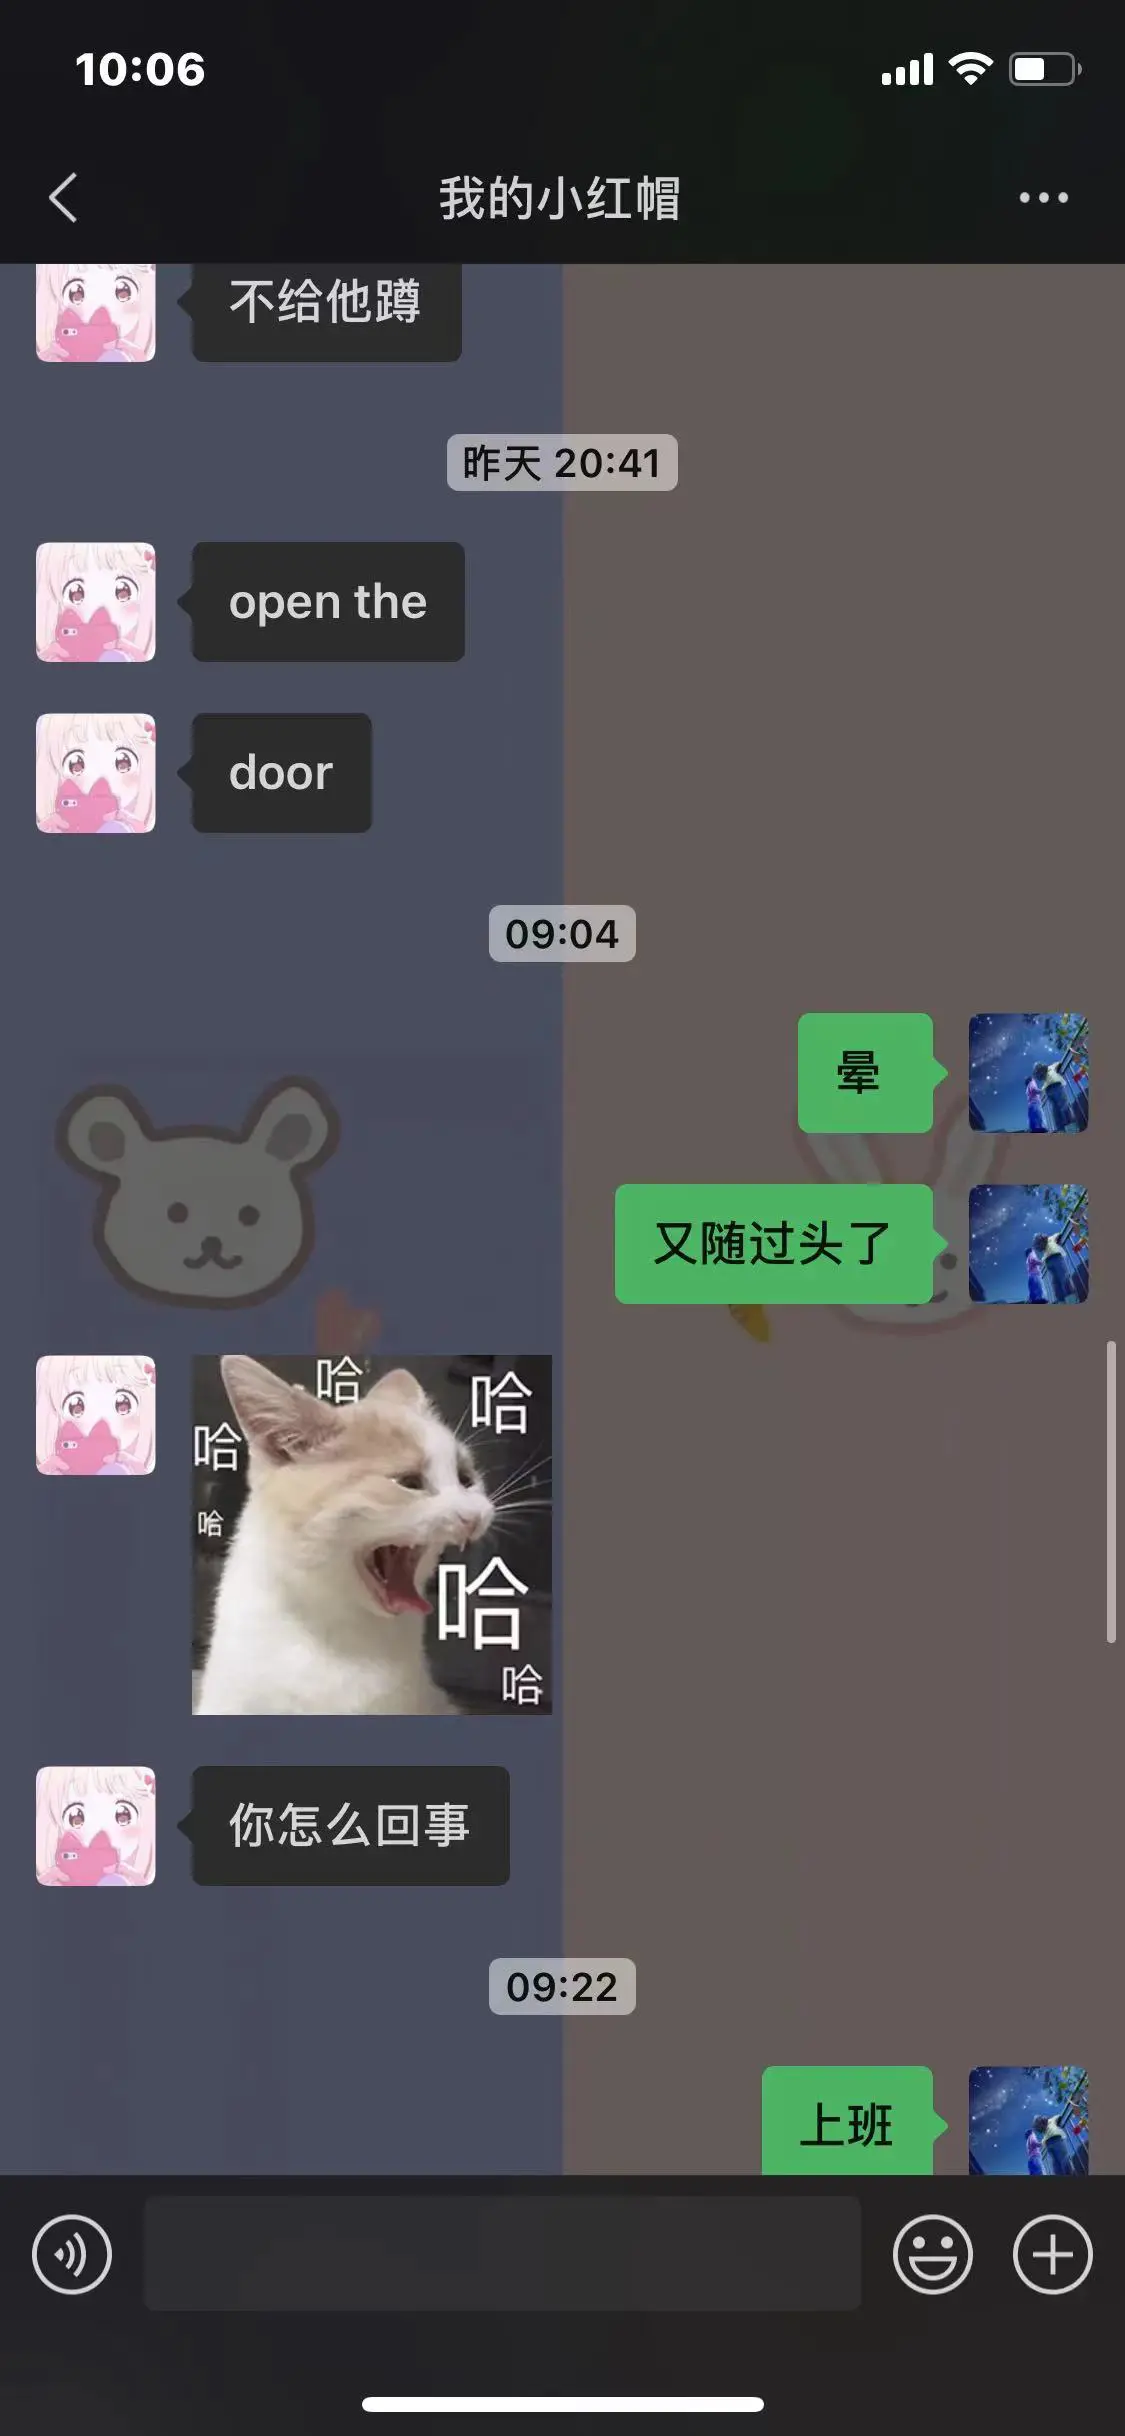 10:06
我的小红帽
不给他蹲
昨天 20:41
open the
door
09:04
晕
又随过头了
哈
哈
哈
哈
哈
哈
你怎么回事
09:22
上班